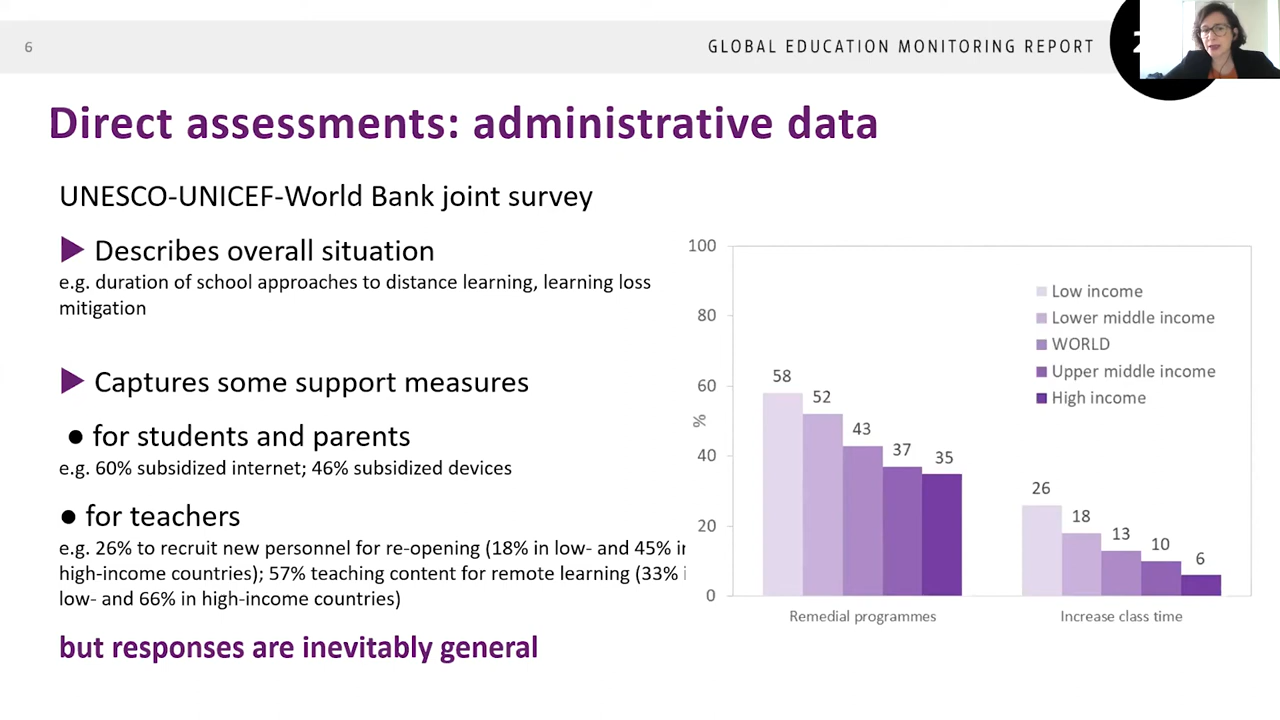 6
GLOBAL EDUCATION MONITORING REPORT
2
Direct assessments: administrative data
UNESCO-UNICEF-World Bank joint survey
▶ Describes overall situation
e.g. duration of school approaches to distance learning, learning loss
mitigation
▶ Captures some support measures
● for students and parents
e.g. 60% subsidized internet; 46% subsidized devices
● for teachers
e.g. 26% to recruit new personnel for re-opening (18% in low- and 45%
high-income countries); 57% teaching content for remote learning (33%
low- and 66% in high-income countries)
but responses are inevitably general
100
80
60
40
20
0
%
Low income
Lower middle income
WORLD
Upper middle income
High income
58
52
43
37
35
26
18
13
10
6
Remedial programmes
Increase class time